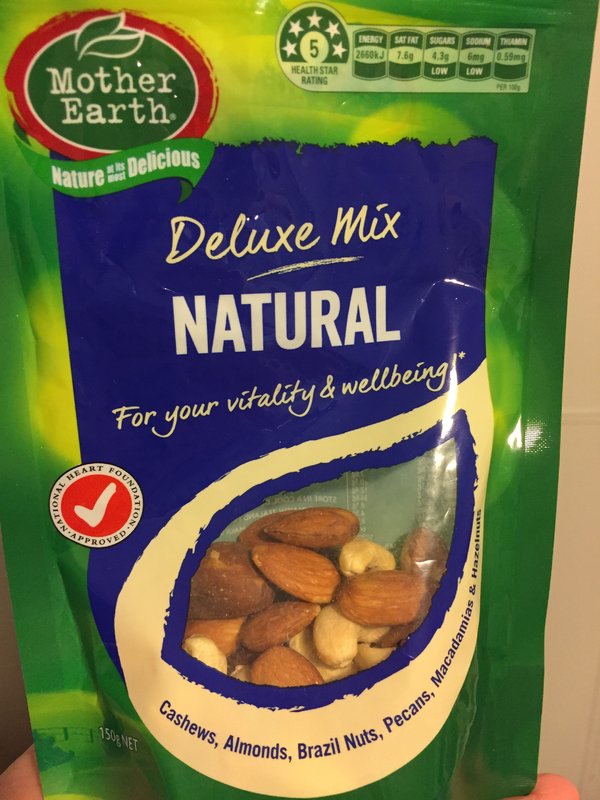 Mother
Earth®
Nature at its most Delicious
5
HEALTH STAR
RATING
ENERGY
2660kJ
SAT FAT
7.6g
SUGARS
4.3g
LOW
SODIUM
6mg
LOW
THIAMIN
0.59mg
PER 100g
Deluxe Mix
NATURAL
For your vitality & wellbeing!*
NATIONAL HEART FOUNDATION
APPROVED
Cashews, Almonds, Brazil Nuts, Pecans, Macadamias & Hazelnuts
150g NET